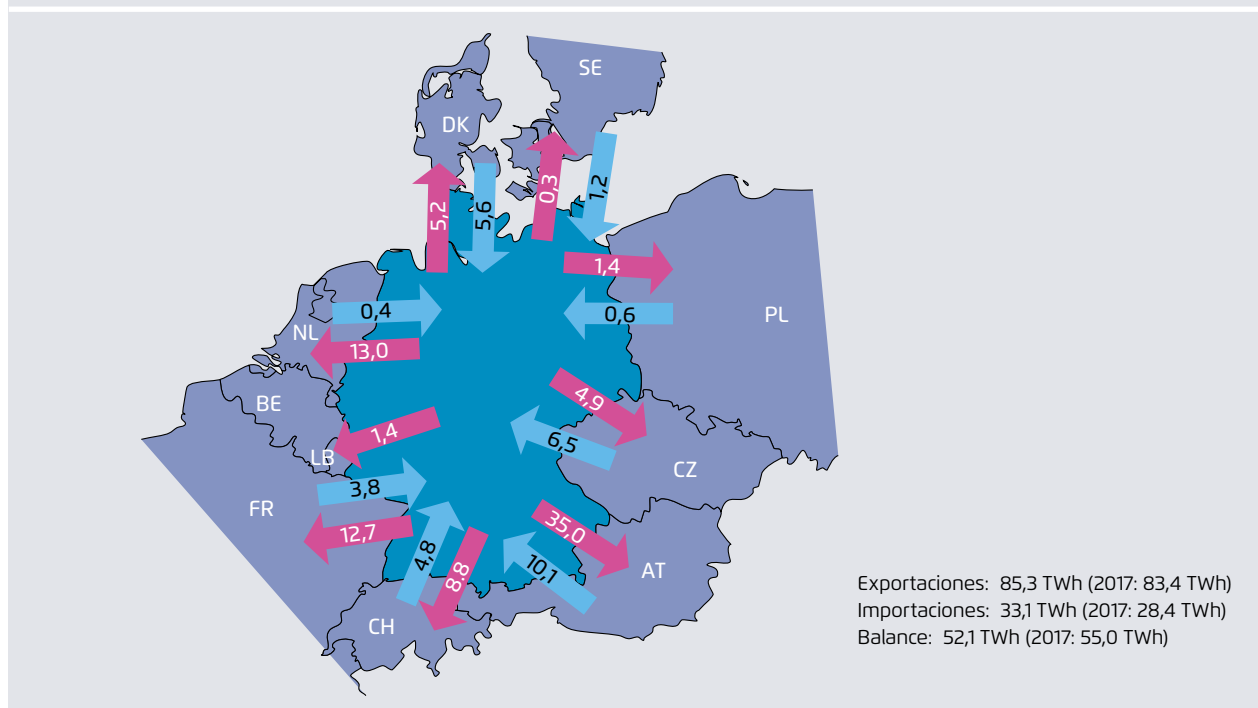 SE
DK
0,3
1,2
5,2
5,6
1,4
0,4
0,6
PL
NL
13,0
BE
4,9
1,4
6,5
LB
CZ
3,8
FR
12,7
35,0
4,8
8.8
10,1
AT
CH
Exportaciones: 85,3 TWh (2017: 83,4 TWh)
Importaciones: 33,1 TWh (2017: 28,4 TWh)
Balance: 52,1 TWh (2017: 55,0 TWh)